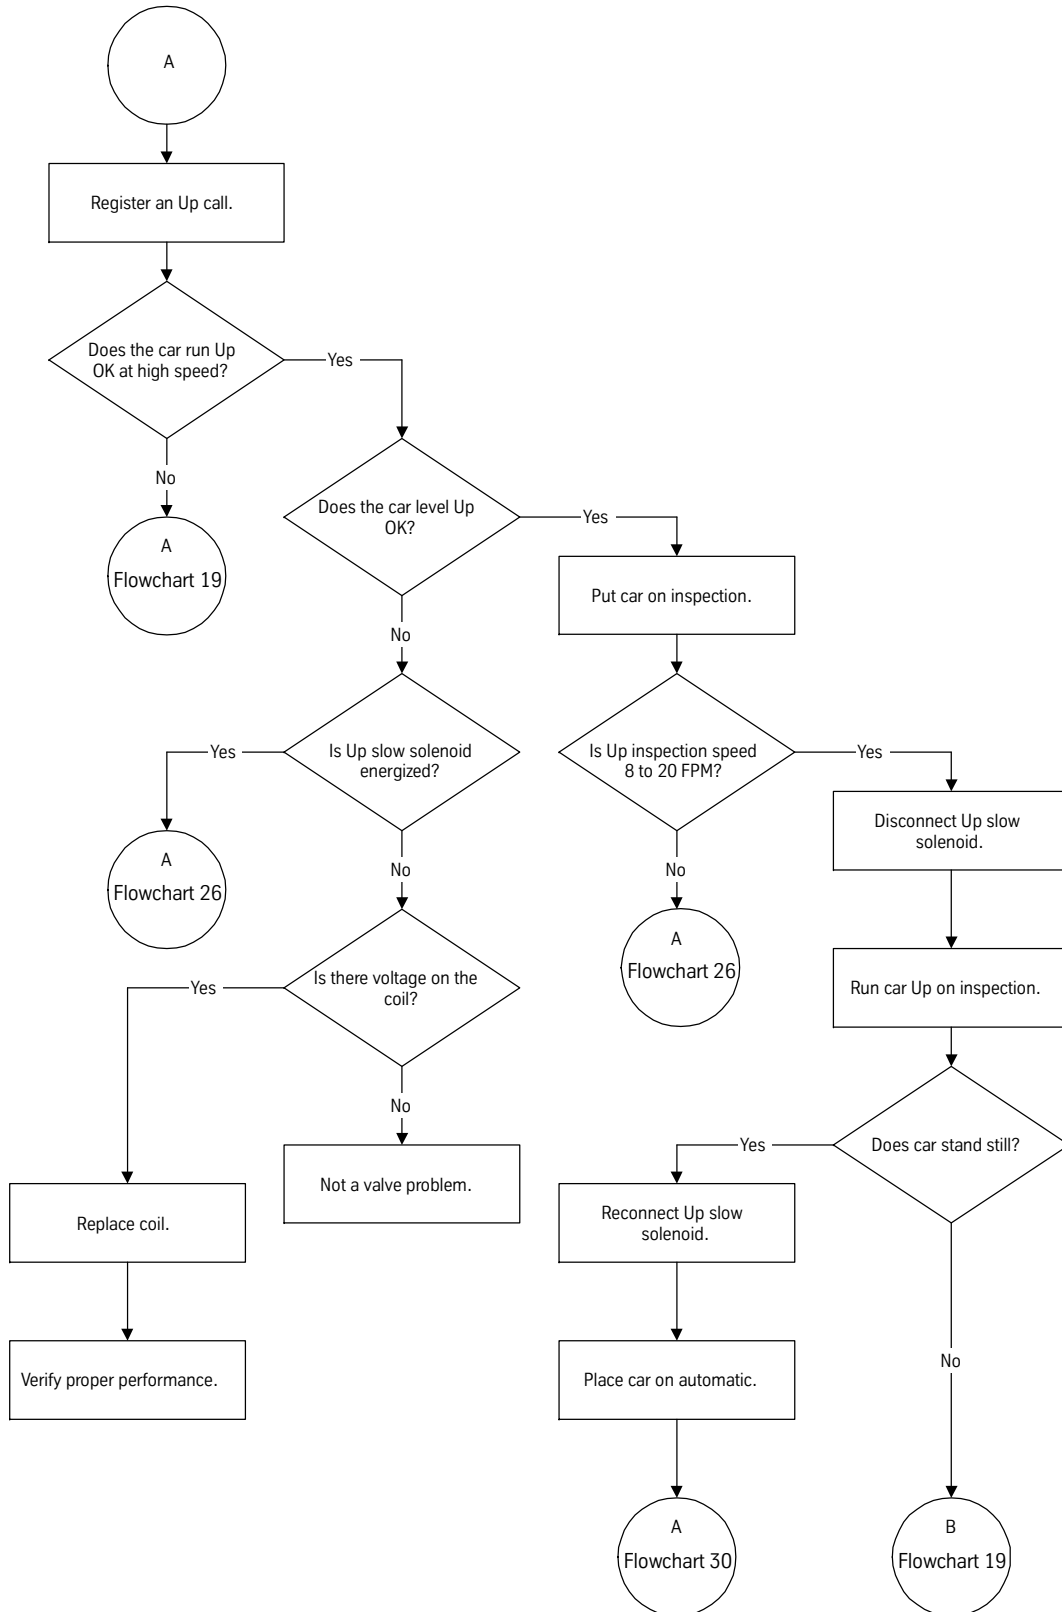 A
Register an Up call.
Does the car run Up
OK at high speed?
Yes
No
A
Flowchart 19
Does the car level Up
OK?
Yes
No
Put car on inspection.
Is Up slow solenoid
energized?
Yes
No
A
Flowchart 26
Is Up inspection speed
8 to 20 FPM?
Yes
No
A
Flowchart 26
Disconnect Up slow
solenoid.
Run car Up on inspection.
Is there voltage on the
coil?
Yes
No
Replace coil.
Verify proper performance.
Not a valve problem.
Does car stand still?
Yes
No
Reconnect Up slow
solenoid.
Place car on automatic.
A
Flowchart 30
B
Flowchart 19